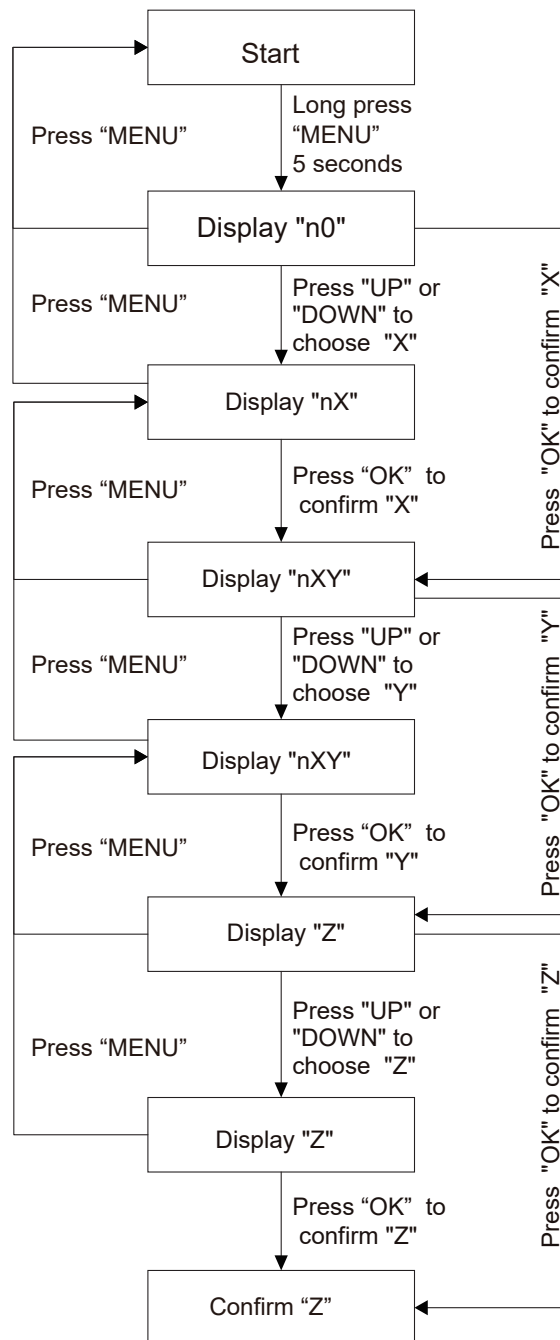 Start
Long press
“MENU”
5 seconds
Press “MENU”
Display "n0"
Press "UP" or
"DOWN" to
choose "X"
Press “MENU”
Press "OK" to confirm "X"
Display "nX"
Press “OK” to
confirm "X"
Press “MENU”
Display "nXY"
Press "UP" or
"DOWN" to
choose "Y"
Press “MENU”
Press "OK" to confirm "Y"
Display "nXY"
Press “OK” to
confirm "Y"
Press “MENU”
Display "Z"
Press "UP" or
"DOWN" to
choose "Z"
Press “MENU”
Press "OK" to confirm "Z"
Display "Z"
Press “OK” to
confirm "Z"
Confirm “Z”